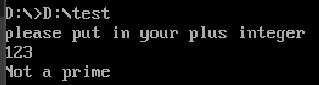 D:\>D:\test
please put in your plus integer
123
Not a prime